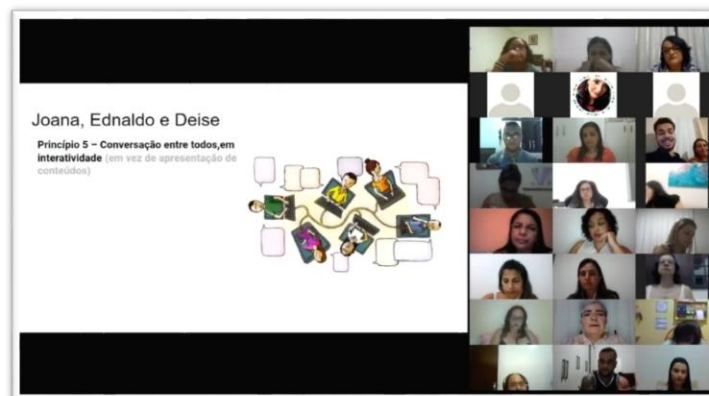 Joana, Ednaldo e Deise
Princípio 5 – Conversação entre todos,em
interatividade (em vez de apresentação de
conteúdos)